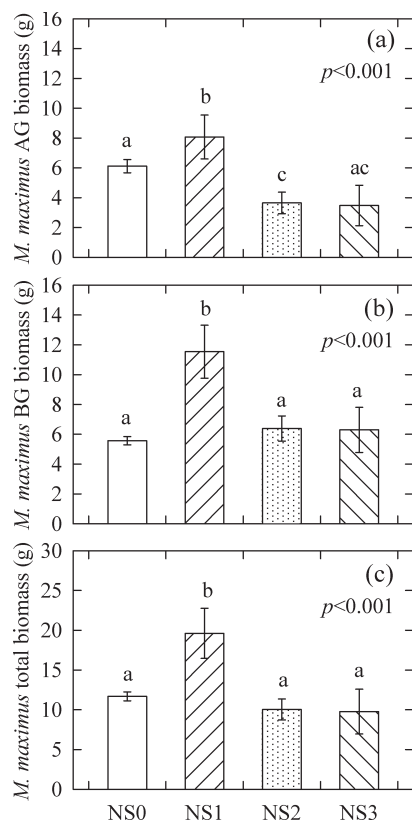 M. maximus AG biomass (g)
16
14
12
10
8
6
4
2
0
(a)
p<0.001
a
b
c
ac
M. maximus BG biomass (g)
16
14
12
10
8
6
4
2
0
(b)
p<0.001
a
b
a
a
M. maximus total biomass (g)
30
25
20
15
10
5
0
(c)
p<0.001
a
b
a
a
NS0 NS1 NS2 NS3